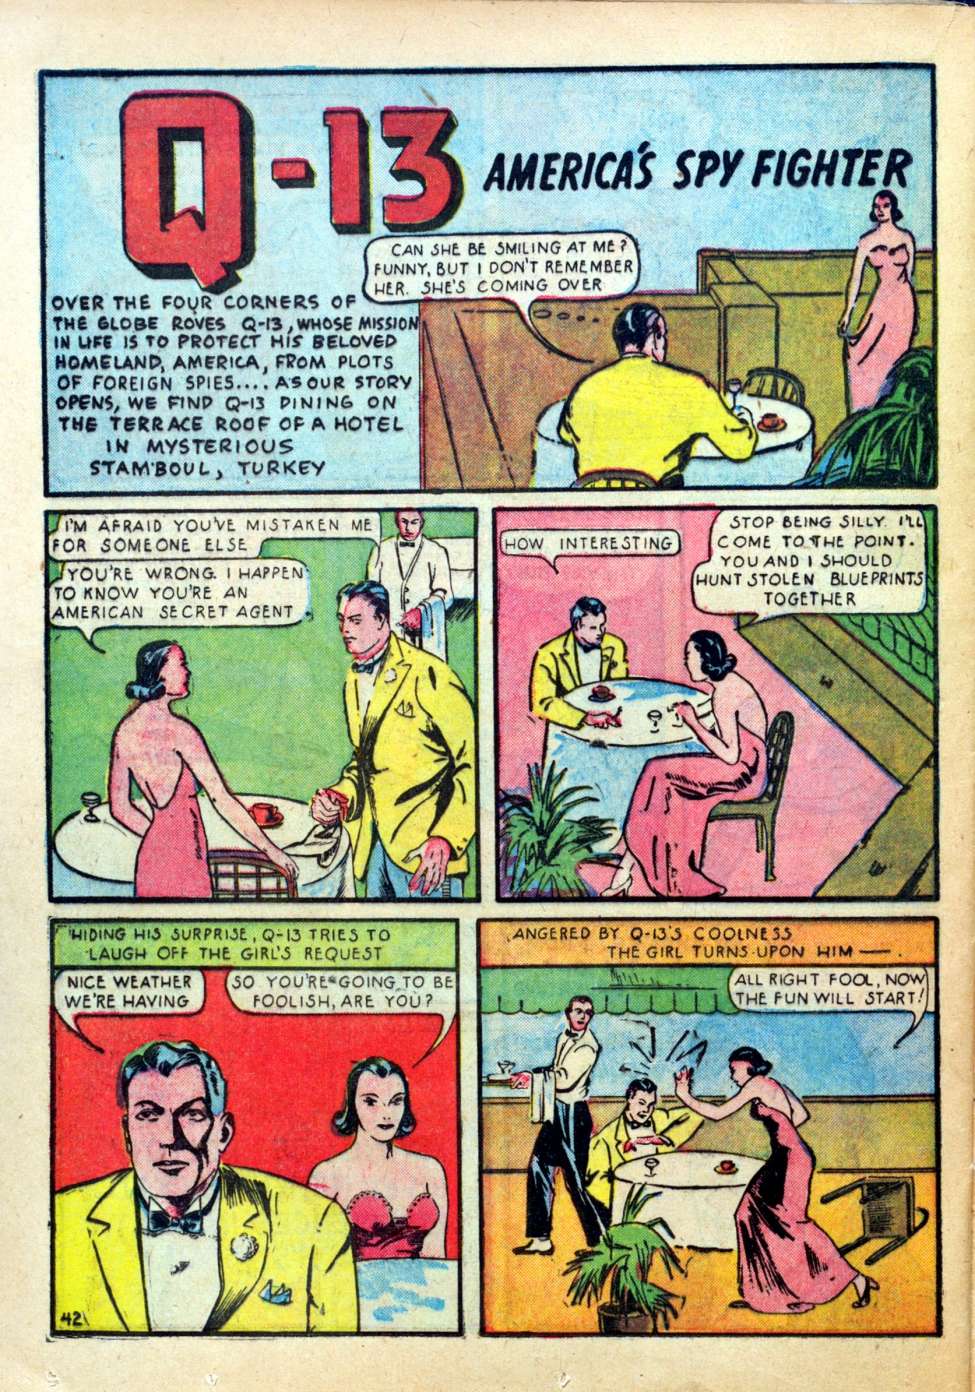 Q-13
AMERICA'S SPY FIGHTER
CAN SHE BE SMILING AT ME?
FUNNY, BUT I DON'T REMEMBER
HER. SHE'S COMING OVER
OVER THE FOUR CORNERS OF
THE GLOBE ROVES Q-13, WHOSE MISSION
IN LIFE IS TO PROTECT HIS BELOVED
HOMELAND, AMERICA, FROM PLOTS
OF FOREIGN SPIES.... AS OUR STORY
OPENS, WE FIND Q-13 DINING ON
THE TERRACE ROOF OF A HOTEL
IN MYSTERIOUS
STAMBOUL, TURKEY
I'M AFRAID YOU'VE MISTAKEN ME
FOR SOMEONE ELSE
YOU'RE WRONG. I HAPPEN
TO KNOW YOU'RE AN
AMERICAN SECRET AGENT
HOW INTERESTING
STOP BEING SILLY. I'LL
COME TO THE POINT.
YOU AND I SHOULD
HUNT STOLEN BLUEPRINTS
TOGETHER
HIDING HIS SURPRISE, Q-13 TRIES TO
LAUGH OFF THE GIRL'S REQUEST
NICE WEATHER
WE'RE HAVING
SO YOU'RE GOING TO BE
FOOLISH, ARE YOU?
ANGERED BY Q-13'S COOLNESS
THE GIRL TURNS UPON HIM —
ALL RIGHT FOOL, NOW
THE FUN WILL START!
42